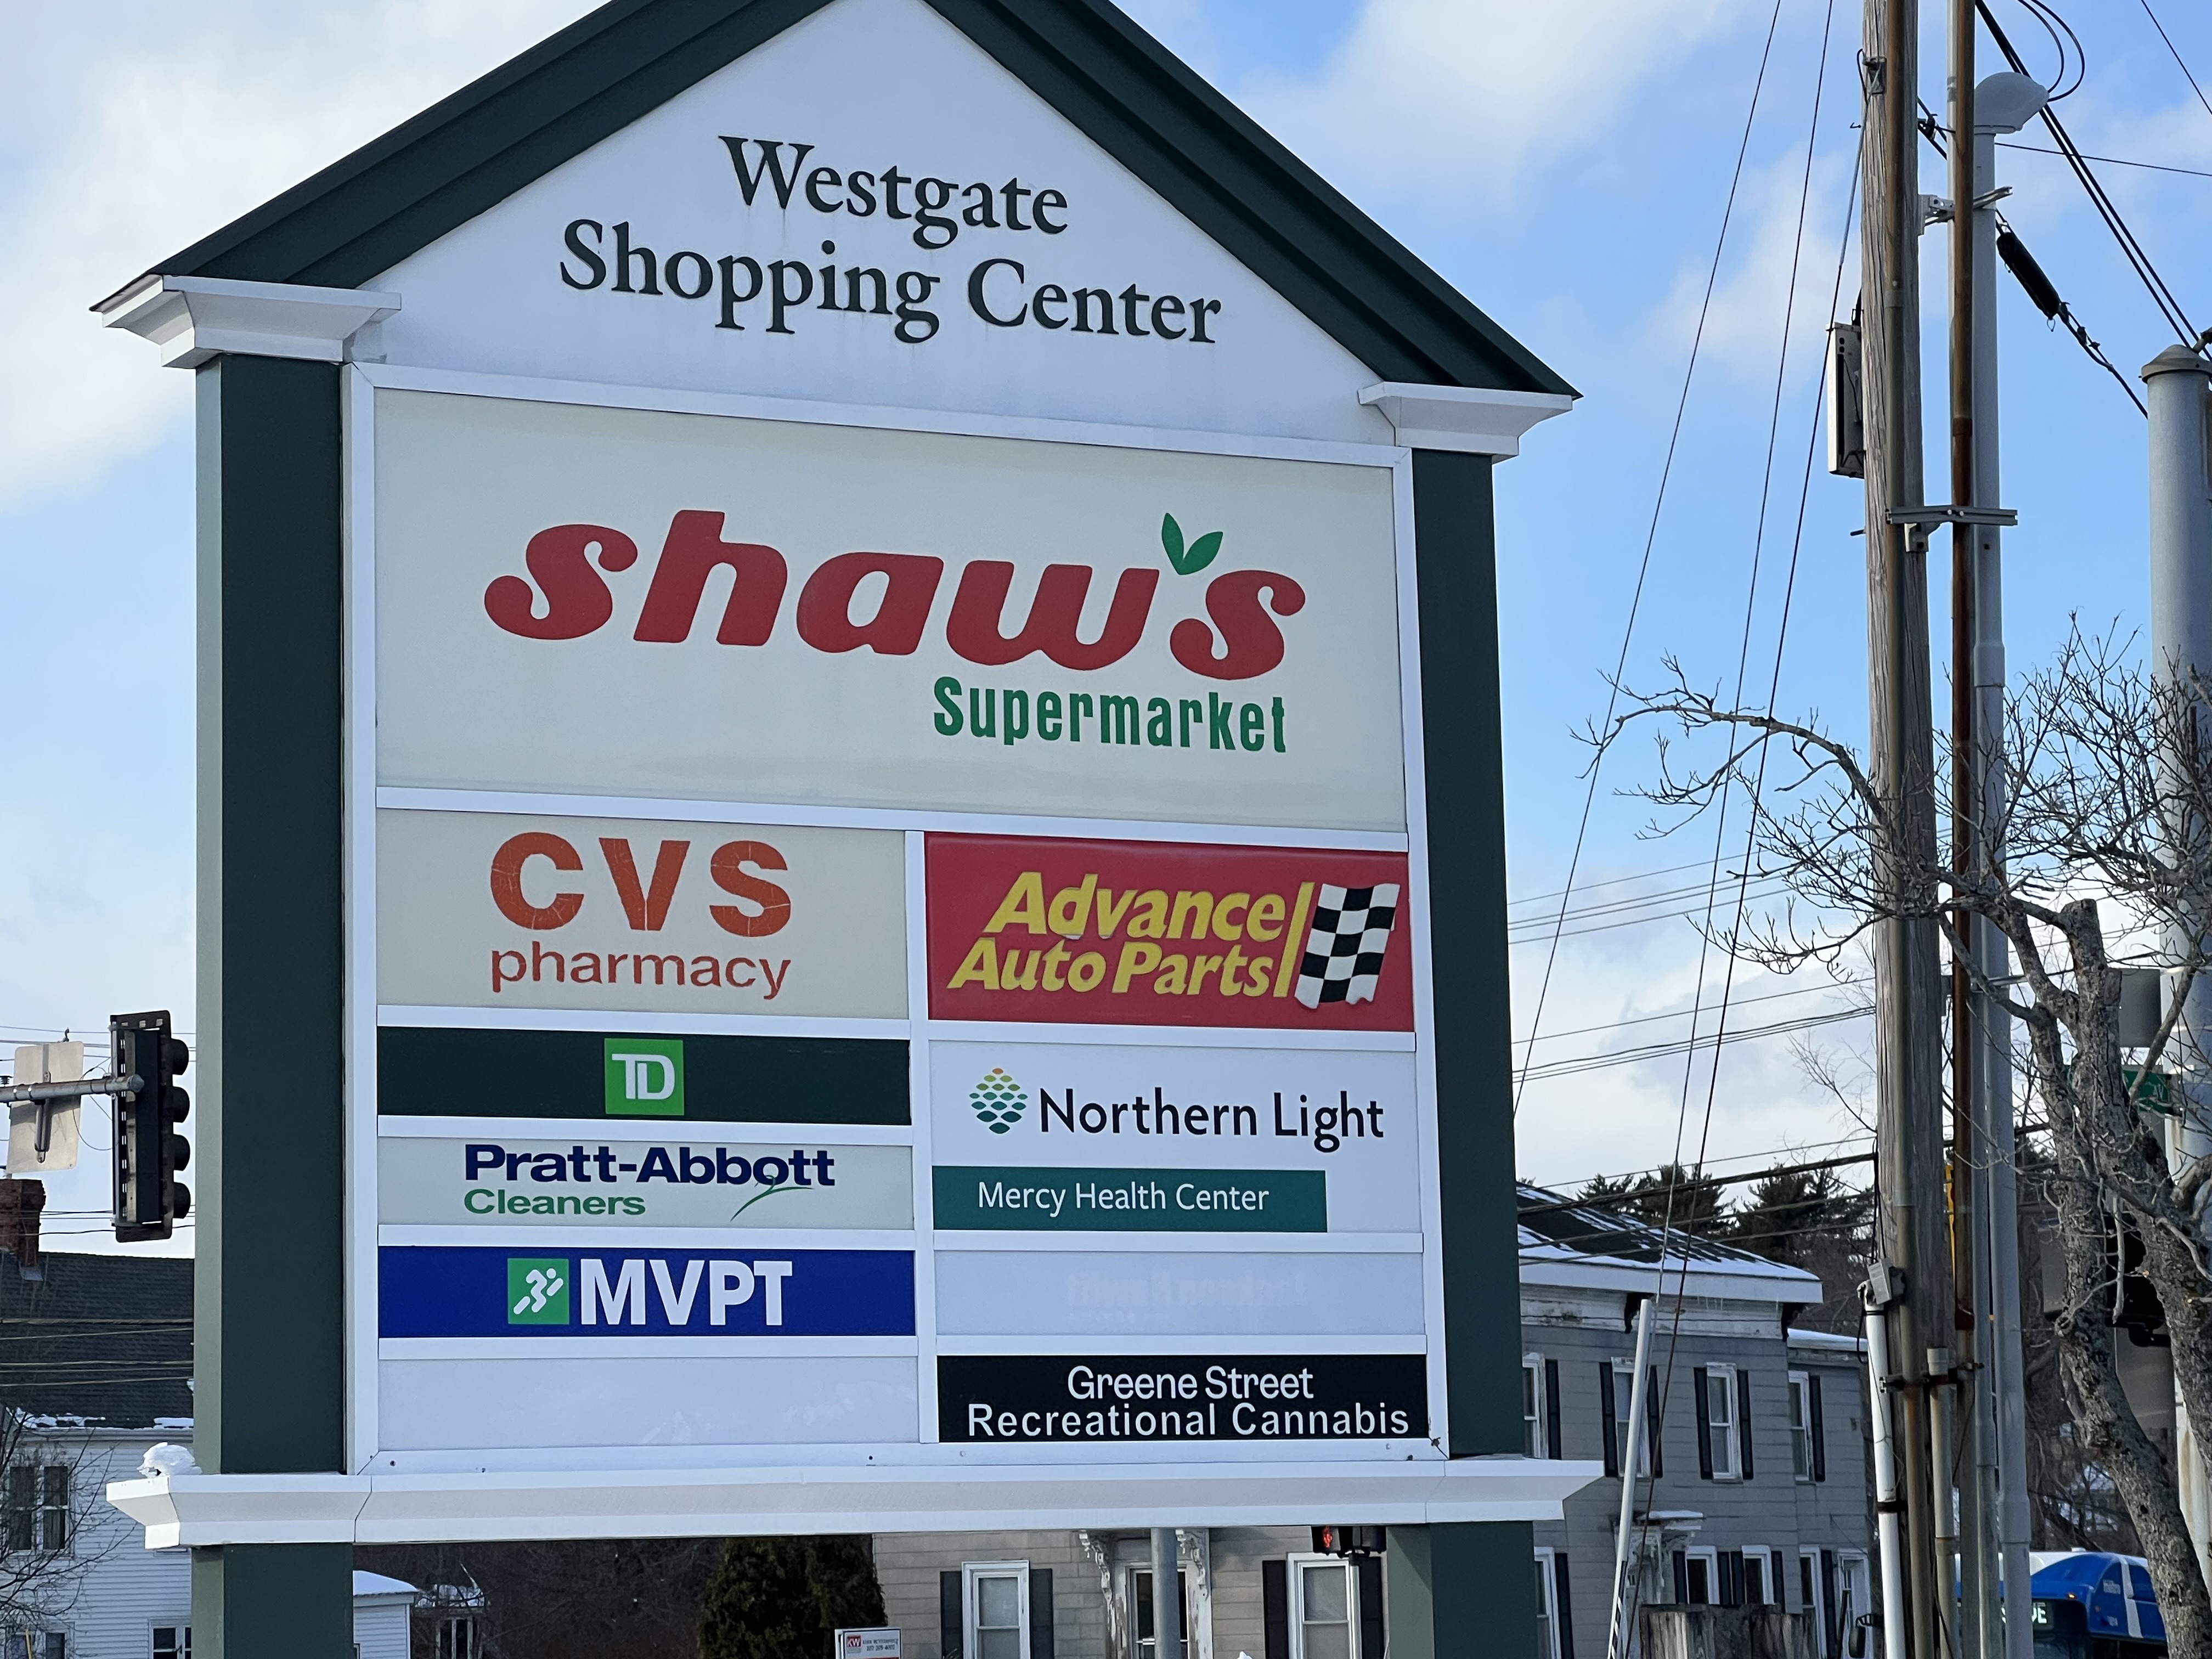 Westgate
Shopping Center
shaw's
Supermarket
CVS
pharmacy
Advance
Auto Parts
TD
Northern Light
Mercy Health Center
Pratt-Abbott
Cleaners
MVPT
Greene Street
Recreational Cannabis
KW